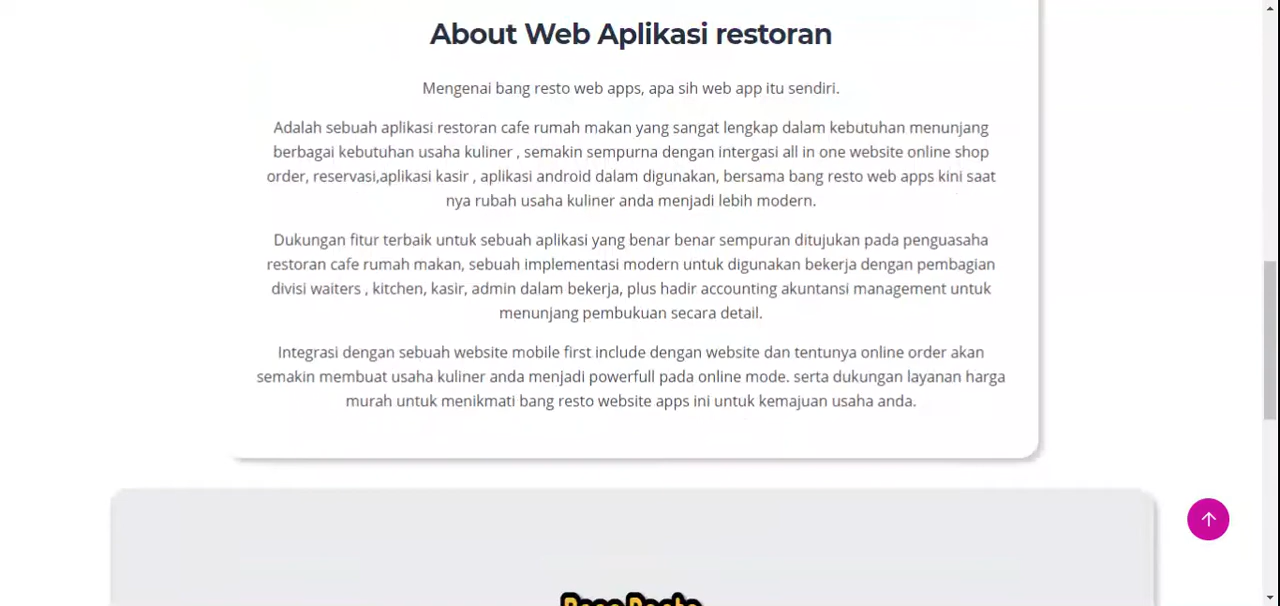 About Web Aplikasi restoran
Mengenai bang resto web apps, apa sih web app itu sendiri.
Adalah sebuah aplikasi restoran cafe rumah makan yang sangat lengkap dalam kebutuhan menunjang
berbagai kebutuhan usaha kuliner , semakin sempurna dengan intergasi all in one website online shop
order, reservasi,aplikasi kasir , aplikasi android dalam digunakan, bersama bang resto web apps kini saat
nya rubah usaha kuliner anda menjadi lebih modern.
Dukungan fitur terbaik untuk sebuah aplikasi yang benar benar sempuran ditujukan pada penguasaha
restoran cafe rumah makan, sebuah implementasi modern untuk digunakan bekerja dengan pembagian
divisi waiters , kitchen, kasir, admin dalam bekerja, plus hadir accounting akuntansi management untuk
menunjang pembukuan secara detail.
Integrasi dengan sebuah website mobile first include dengan website dan tentunya online order akan
semakin membuat usaha kuliner anda menjadi powerfull pada online mode. serta dukungan layanan harga
murah untuk menikmati bang resto website apps ini untuk kemajuan usaha anda.